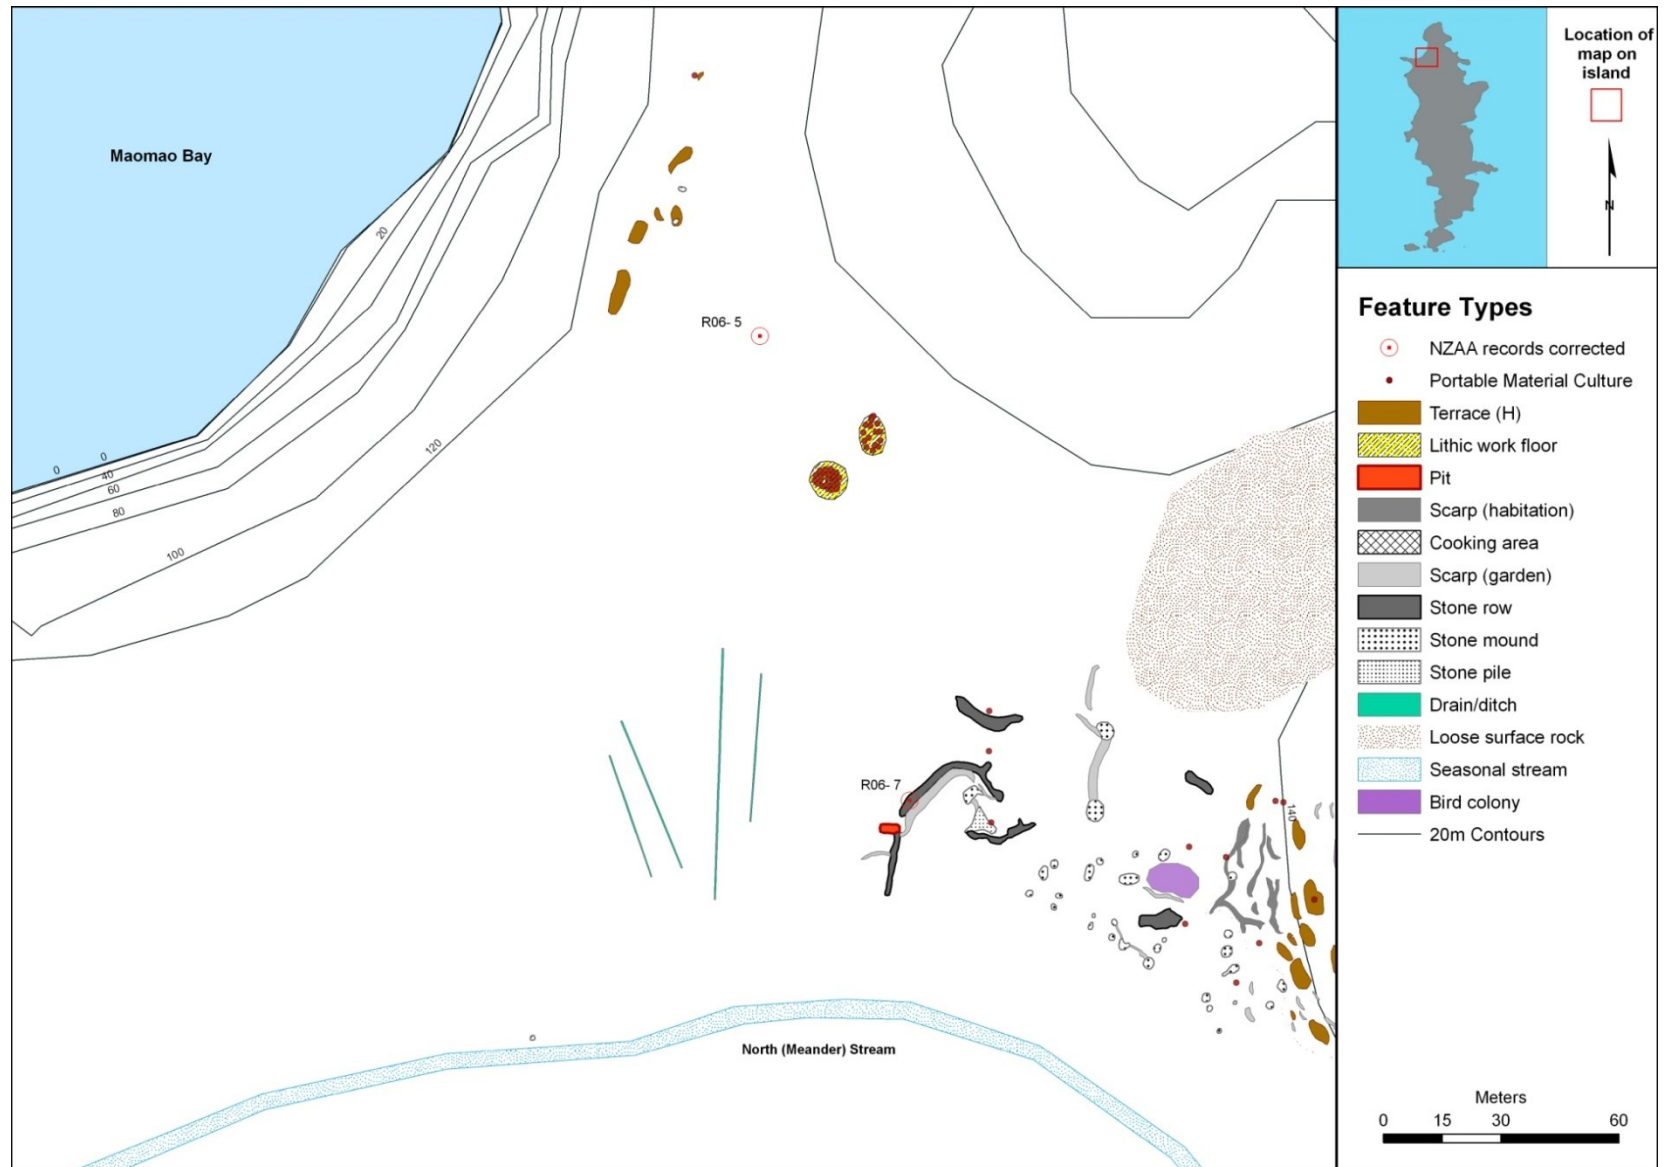 Maomao Bay
20
R06- 5
120
0
0
40
60
80
100
R06- 7
140
North (Meander) Stream
Location of
map on
island
N
Feature Types
NZAA records corrected
Portable Material Culture
Terrace (H)
Lithic work floor
Pit
Scarp (habitation)
Cooking area
Scarp (garden)
Stone row
Stone mound
Stone pile
Drain/ditch
Loose surface rock
Seasonal stream
Bird colony
20m Contours
Meters
0 15 30 60